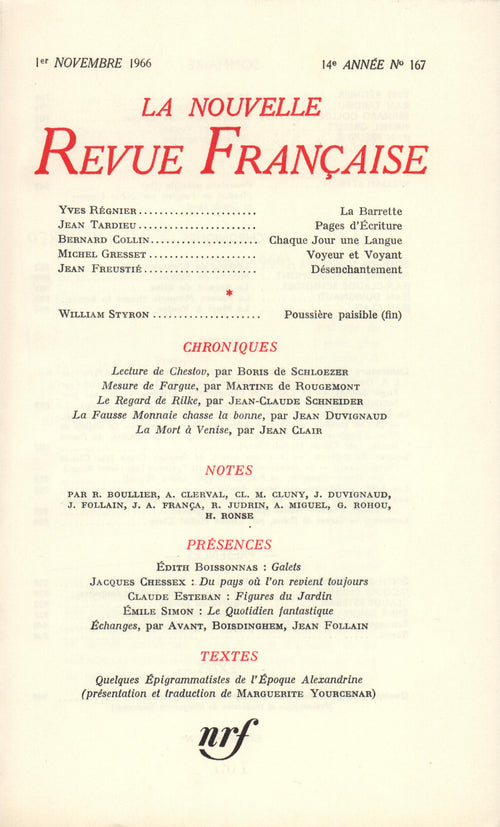 1er NOVEMBRE 1966 14e ANNÉE No 167
LA NOUVELLE
REVUE FRANÇAISE
YVES RÉGNIER ...................... La Barrette
JEAN TARDIEU ...................... Pages d'Écriture
BERNARD COLLIN .................... Chaque Jour une Langue
MICHEL GRESSET .................... Voyeur et Voyant
JEAN FREUSTIÉ ..................... Désenchantement
*
WILLIAM STYRON .................... Poussière paisible (fin)
CHRONIQUES
Lecture de Chestov, par BORIS de SCHLOEZER
Mesure de Fargue, par MARTINE de ROUGEMONT
Le Regard de Rilke, par JEAN-CLAUDE SCHNEIDER
La Fausse Monnaie chasse la bonne, par JEAN DUVIGNAUD
La Mort à Venise, par JEAN CLAIR
NOTES
PAR R. BOULLIER, A. CLERVAL, CL. M. CLUNY, J. DUVIGNAUD,
J. FOLLAIN, J. A. FRANÇA, R. JUDRIN, A. MIGUEL, G. ROHOU,
H. RONSE
PRÉSENCES
ÉDITH BOISSONNAS : Galets
JACQUES CHESSEX : Du pays où l'on revient toujours
CLAUDE ESTEBAN : Figures du Jardin
ÉMILE SIMON : Le Quotidien fantastique
Échanges, par AVANT, BOISDINGHEM, JEAN FOLLAIN
TEXTES
Quelques Épigrammatistes de l'Époque Alexandrine
(présentation et traduction de MARGUERITE YOURCENAR)
nrf